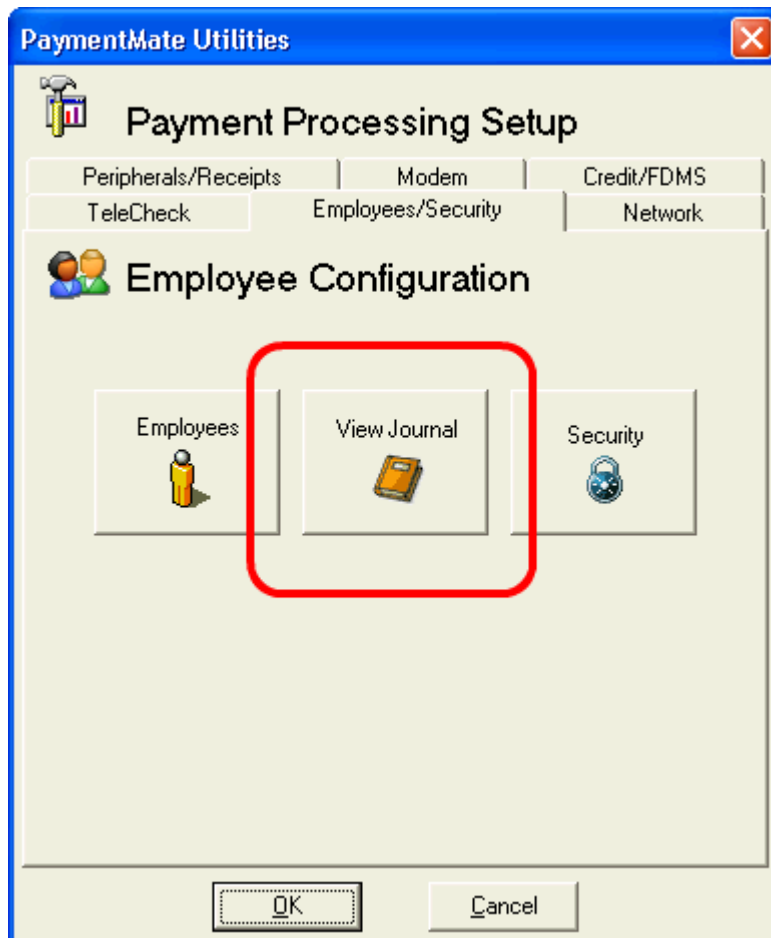 PaymentMate Utilities
Payment Processing Setup
Peripherals/Receipts Modem Credit/FDMS
TeleCheck Employees/Security Network
Employee Configuration
Employees View Journal Security
OK Cancel